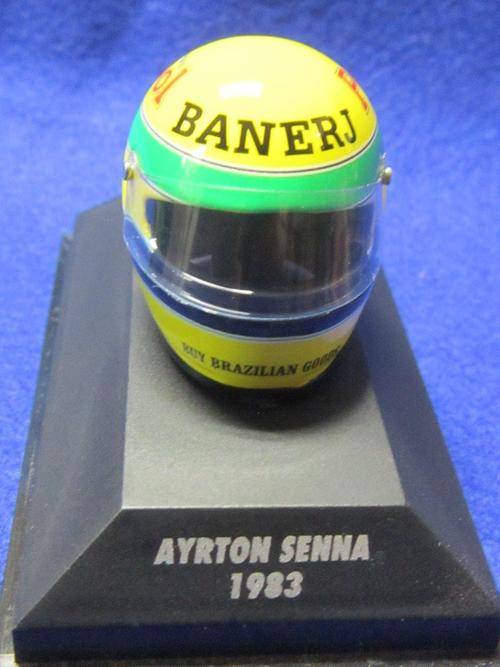 BANERJ
BUY BRAZILIAN GOODS
AYRTON SENNA
1983